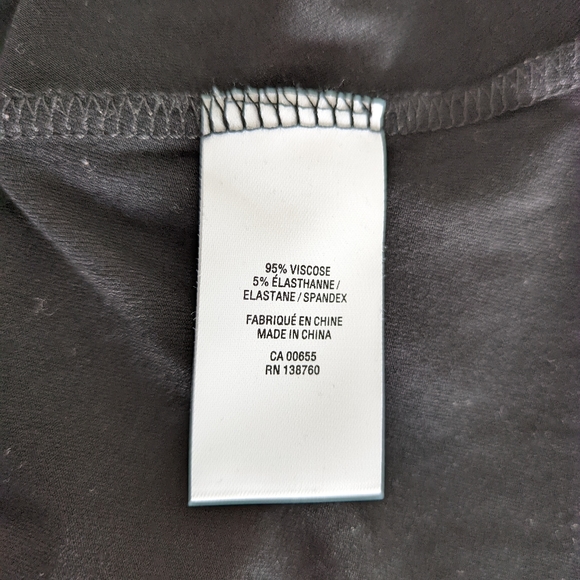 95% VISCOSE
5% ÉLASTHANNE/
ELASTANE/SPANDEX
FABRIQUÉ EN CHINE
MADE IN CHINA
CA 00655
RN 138760